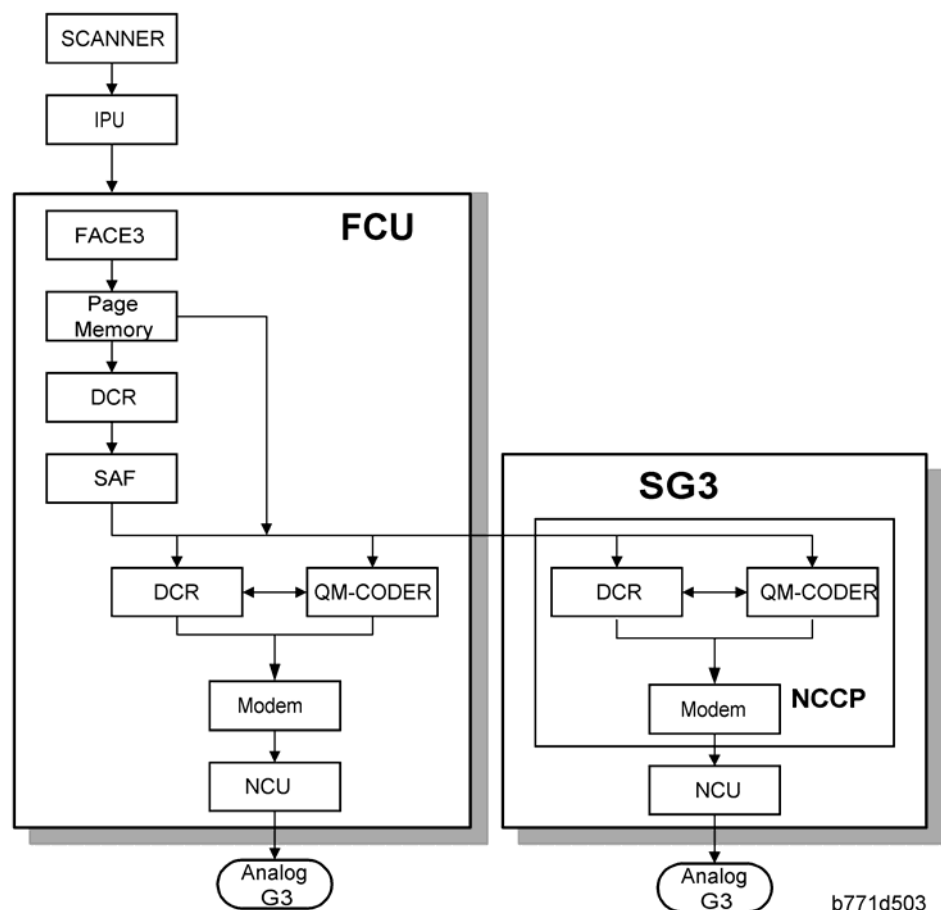 SCANNER
IPU
FCU
FACE3
Page
Memory
DCR
SAF
DCR
QM-CODER
Modem
NCU
Analog
G3
SG3
DCR
QM-CODER
Modem
NCCP
NCU
Analog
G3
b771d503